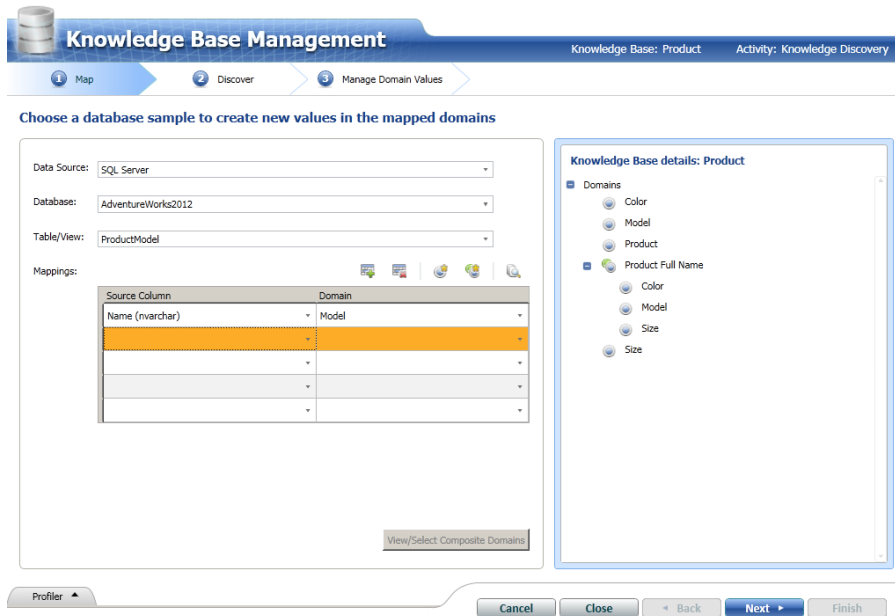 Knowledge Base Management
Knowledge Base: Product Activity: Knowledge Discovery
1 Map 2 Discover 3 Manage Domain Values
Choose a database sample to create new values in the mapped domains
Data Source: SQL Server
Database: AdventureWorks2012
Table/View: ProductModel
Mappings:
Source Column Domain
Name (nvarchar) Model
View/Select Composite Domains
Knowledge Base details: Product
Domains
Color
Model
Product
Product Full Name
Color
Model
Size
Size
Profiler
Cancel Close Back Next Finish